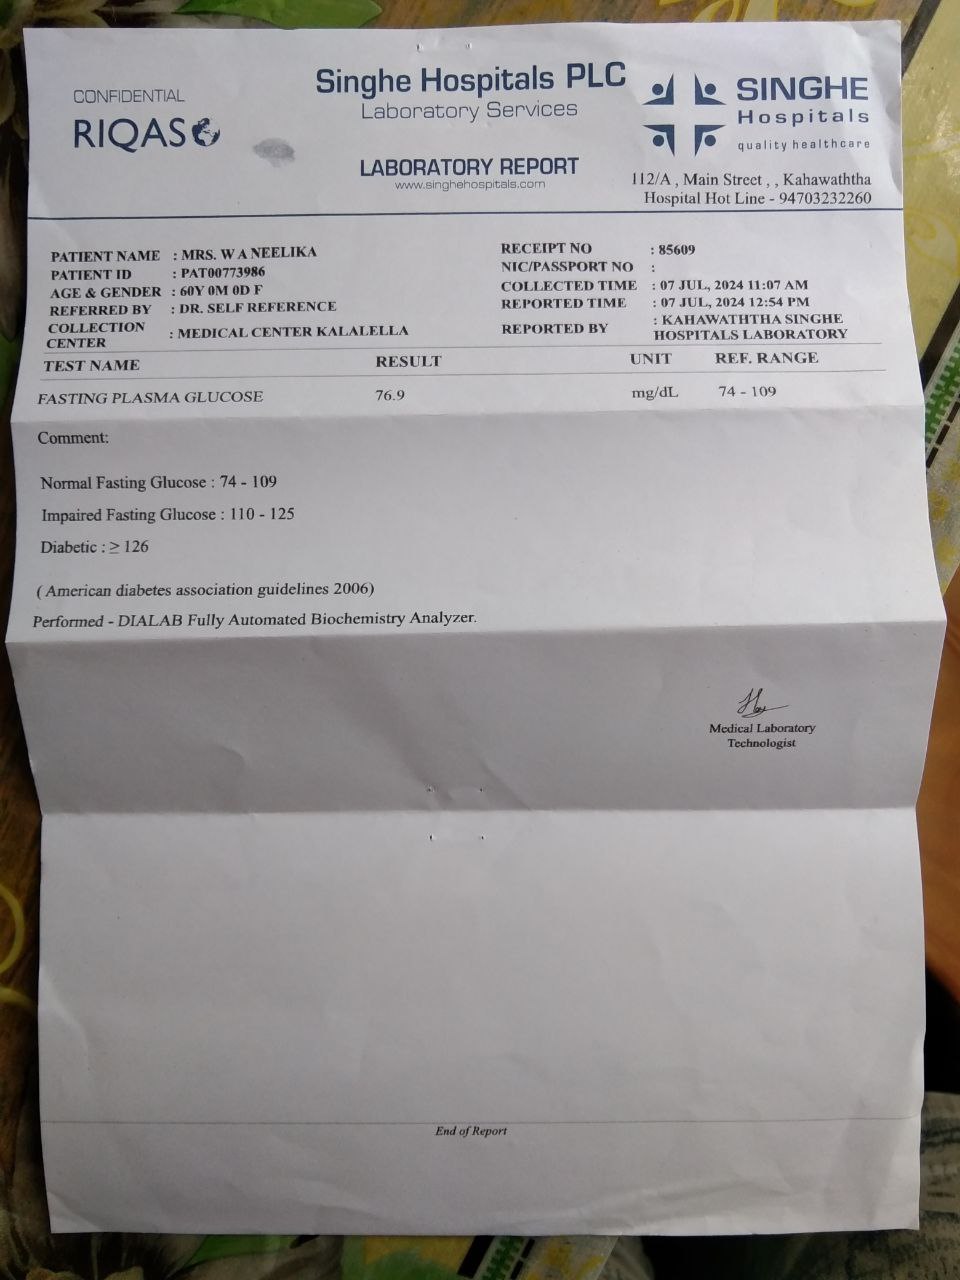 CONFIDENTIAL
RIQAS
Singhe Hospitals PLC
Laboratory Services
LABORATORY REPORT
www.singhehospitals.com
SINGHE
Hospitals
quality healthcare
112/A , Main Street , , Kahawaththa
Hospital Hot Line - 94703232260
PATIENT NAME : MRS. W A NEELIKA
PATIENT ID : PAT00773986
AGE & GENDER : 60Y 0M 0D F
REFERRED BY : DR. SELF REFERENCE
COLLECTION CENTER : MEDICAL CENTER KALALELLA
RECEIPT NO : 85609
NIC/PASSPORT NO :
COLLECTED TIME : 07 JUL, 2024 11:07 AM
REPORTED TIME : 07 JUL, 2024 12:54 PM
REPORTED BY : KAHAWATHTHA SINGHE HOSPITALS LABORATORY
TEST NAME RESULT UNIT REF. RANGE
FASTING PLASMA GLUCOSE 76.9 mg/dL 74 - 109
Comment:
Normal Fasting Glucose : 74 - 109
Impaired Fasting Glucose : 110 - 125
Diabetic : ≥ 126
( American diabetes association guidelines 2006)
Performed - DIALAB Fully Automated Biochemistry Analyzer.
Medical Laboratory
Technologist
End of Report